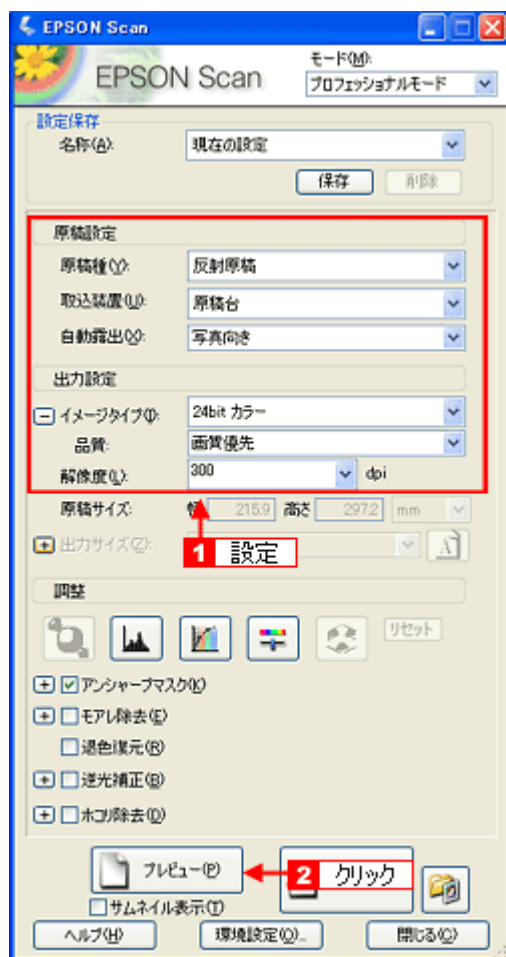 EPSON Scan
EPSON Scan
モード(M):
プロフェッショナルモード
設定保存
名称(A): 現在の設定
保存 削除
原稿設定
原稿種(Y): 反射原稿
取込装置(U): 原稿台
自動露出(X): 写真向き
出力設定
イメージタイプ(I): 24bit カラー
品質: 画質優先
解像度(L): 300 dpi
原稿サイズ: 215.9 高さ 297.2 mm
出力サイズ(Z):
1 設定
調整
リセット
アンシャープマスク(K)
モアレ除去(E)
退色復元(R)
逆光補正(B)
ホコリ除去(D)
プレビュー(P) 2 クリック
サムネイル表示(T)
ヘルプ(H) 環境設定(O)... 閉じる(C)